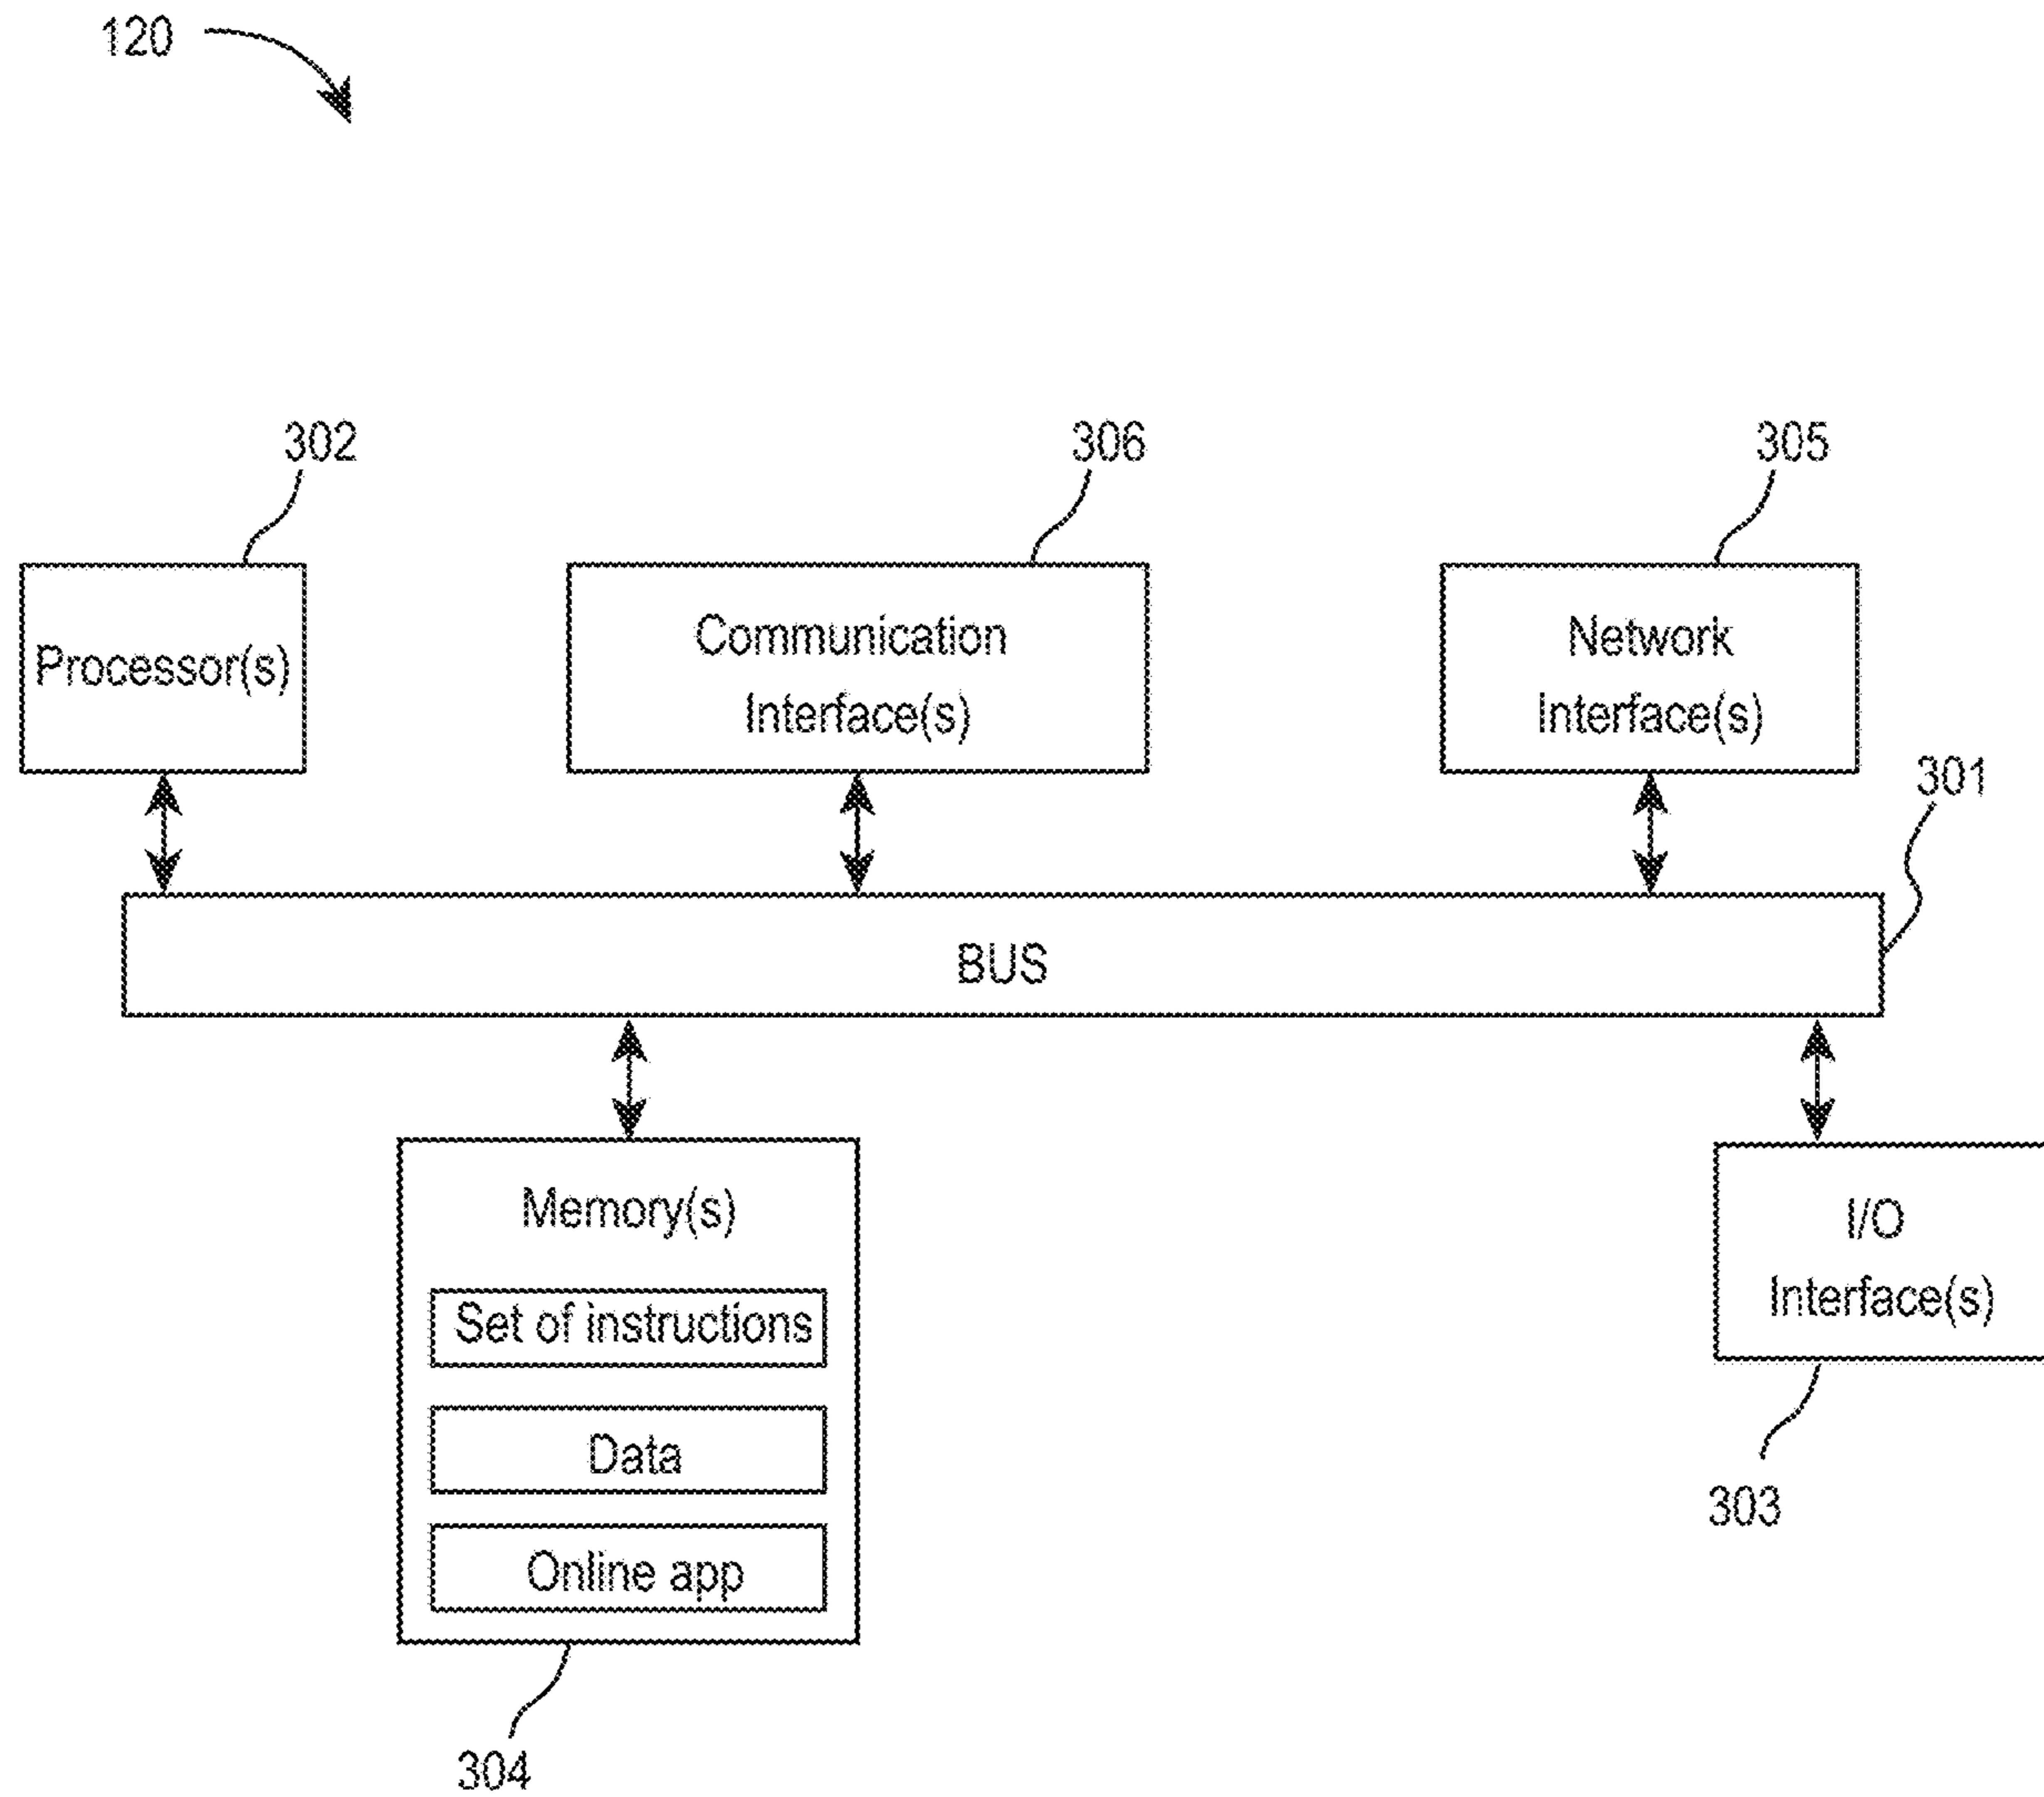 120
302
306
305
Processor(s)
Communication
Interface(s)
Network
Interface(s)
301
BUS
Memory(s)
Set of instructions
Data
Online app
I/O
Interface(s)
303
304